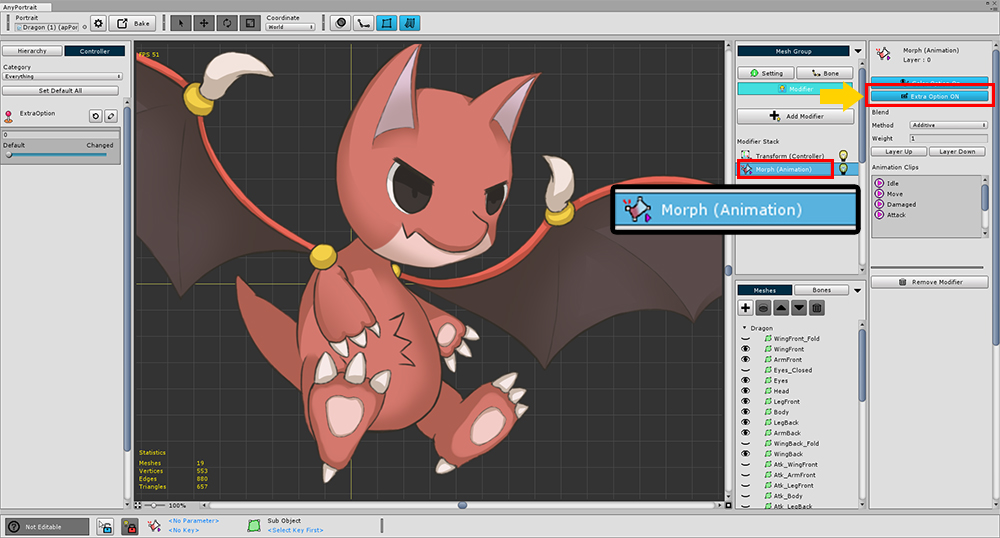 AnyPortrait
Portrait
Dragon (1) (apPor
Bake
Coordinate
World
Hierarchy
Controller
Category
Everything
Set Default All
ExtraOption
0
Default
Changed
FPS 51
Statistics
Meshes 19
Vertices 553
Edges 880
Triangles 657
100%
Mesh Group
Setting
Bone
Modifier
Add Modifier
Modifier Stack
Transform (Controller)
Morph (Animation)
Morph (Animation)
Meshes
Bones
Dragon
WingFront_Fold
WingFront
ArmFront
Eyes_Closed
Eyes
Head
LegFront
Body
LegBack
ArmBack
WingBack_Fold
WingBack
Atk_WingFront
Atk_ArmFront
Atk_LegFront
Atk_Body
Atk_LegBack
Morph (Animation)
Layer : 0
Extra Option ON
Blend
Method
Additive
Weight
1
Layer Up
Layer Down
Animation Clips
Idle
Move
Damaged
Attack
Remove Modifier
Not Editable
<No Parameter>
<No Key>
Sub Object
<Select Key First>